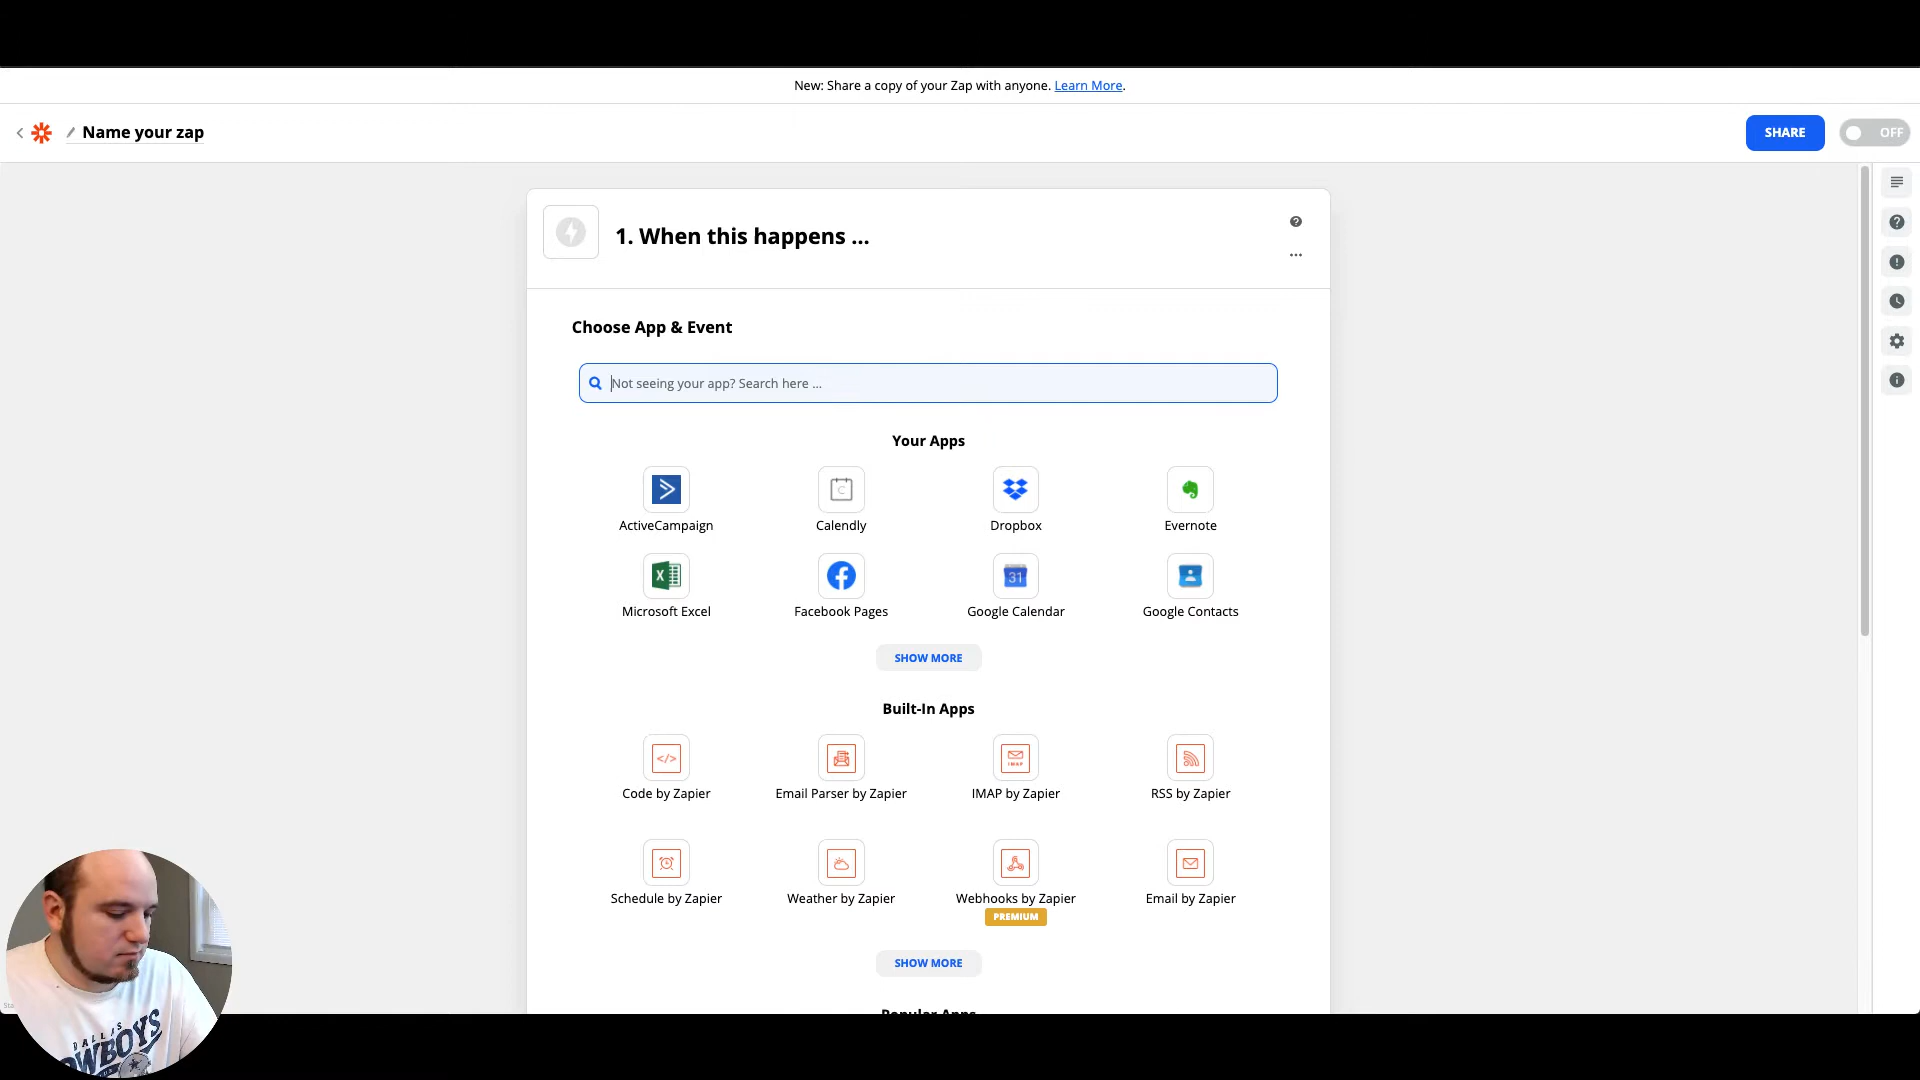 New: Share a copy of your Zap with anyone. Learn More.
Name your zap
SHARE
OFF
1. When this happens ...
Choose App & Event
Not seeing your app? Search here ...
Your Apps
ActiveCampaign
Calendly
Dropbox
Evernote
31
Microsoft Excel
Facebook Pages
Google Calendar
Google Contacts
SHOW MORE
Built-In Apps
IMAP
Code by Zapier
Email Parser by Zapier
IMAP by Zapier
RSS by Zapier
Schedule by Zapier
Weather by Zapier
Webhooks by Zapier
Email by Zapier
PREMIUM
SHOW MORE
Popular Apps
DALLAS
COWBOYS